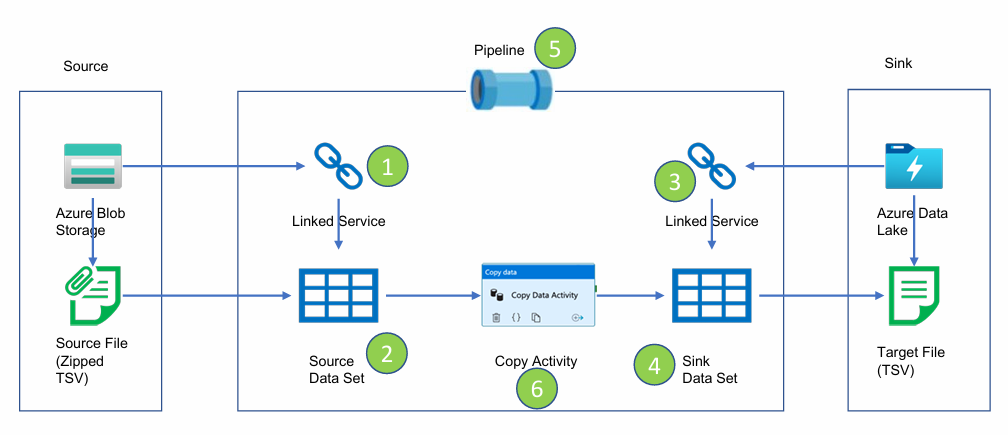 Pipeline
5
Source
Sink
1
3
Azure Blob
Storage
Linked Service
Linked Service
Azure Data
Lake
Copy data
Copy Data Activity
{}
Source File
(Zipped
TSV)
Source
Data Set
2
Copy Activity
6
4
Sink
Data Set
Target File
(TSV)